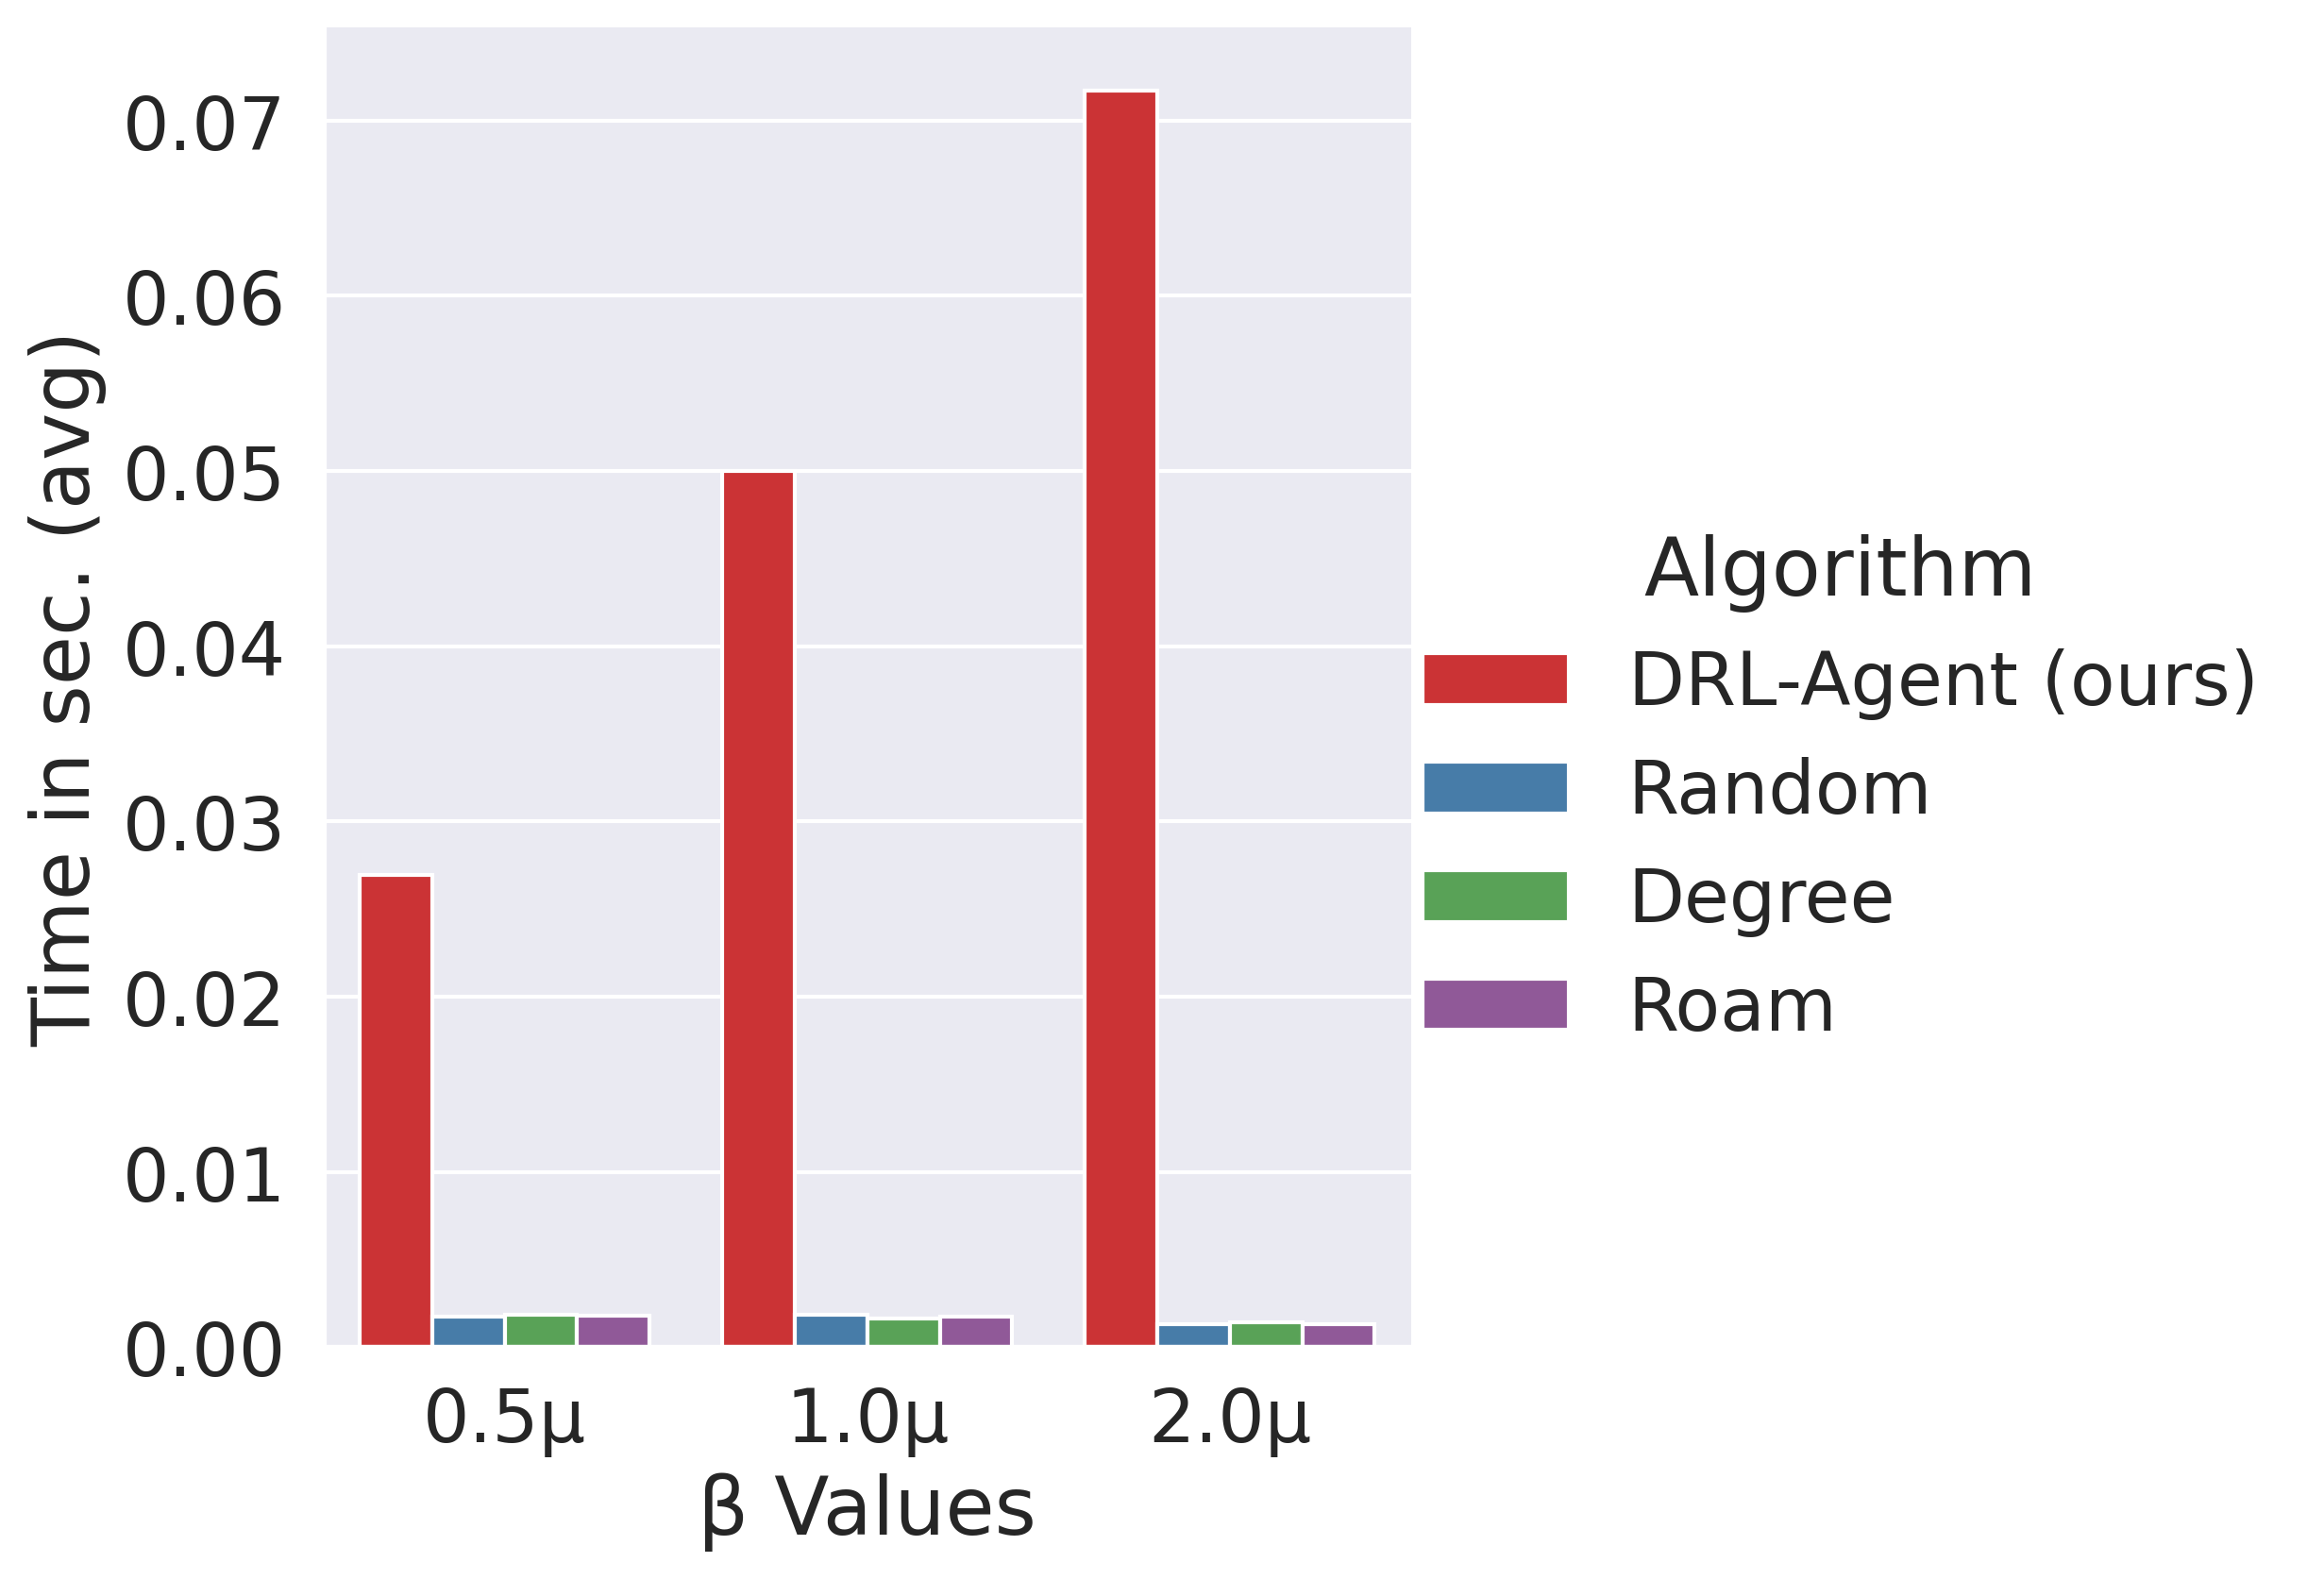 0.07
0.06
0.05
0.04
0.03
0.02
0.01
0.00
Time in sec. (avg)
0.5μ 1.0μ 2.0μ
β Values
Algorithm
DRL-Agent (ours)
Random
Degree
Roam